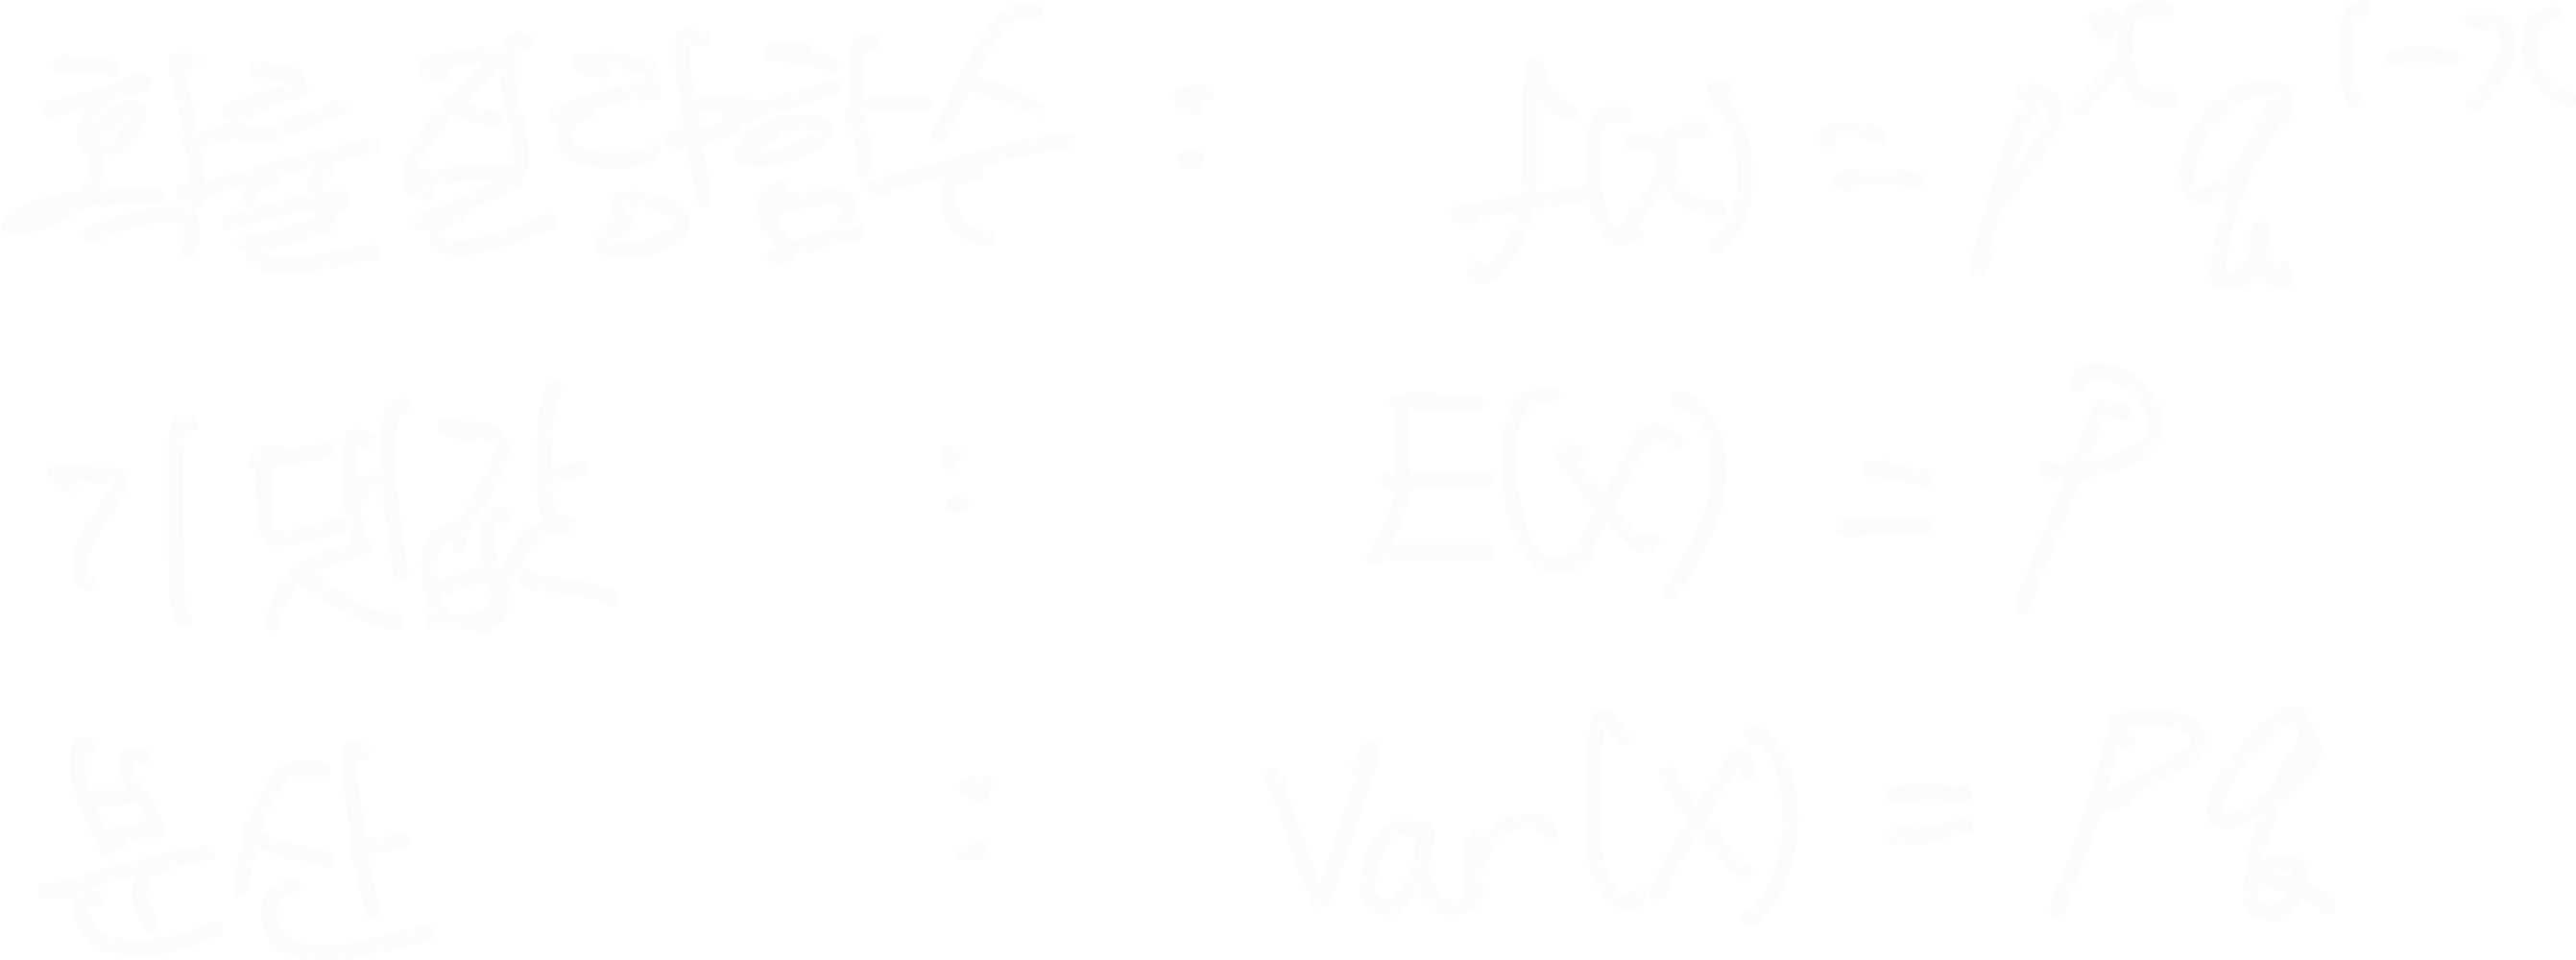 확률질량함수 : f(x) = p^x q^(1-x)
기댓값 : E(X) = P
분산 : Var(X) = Pq